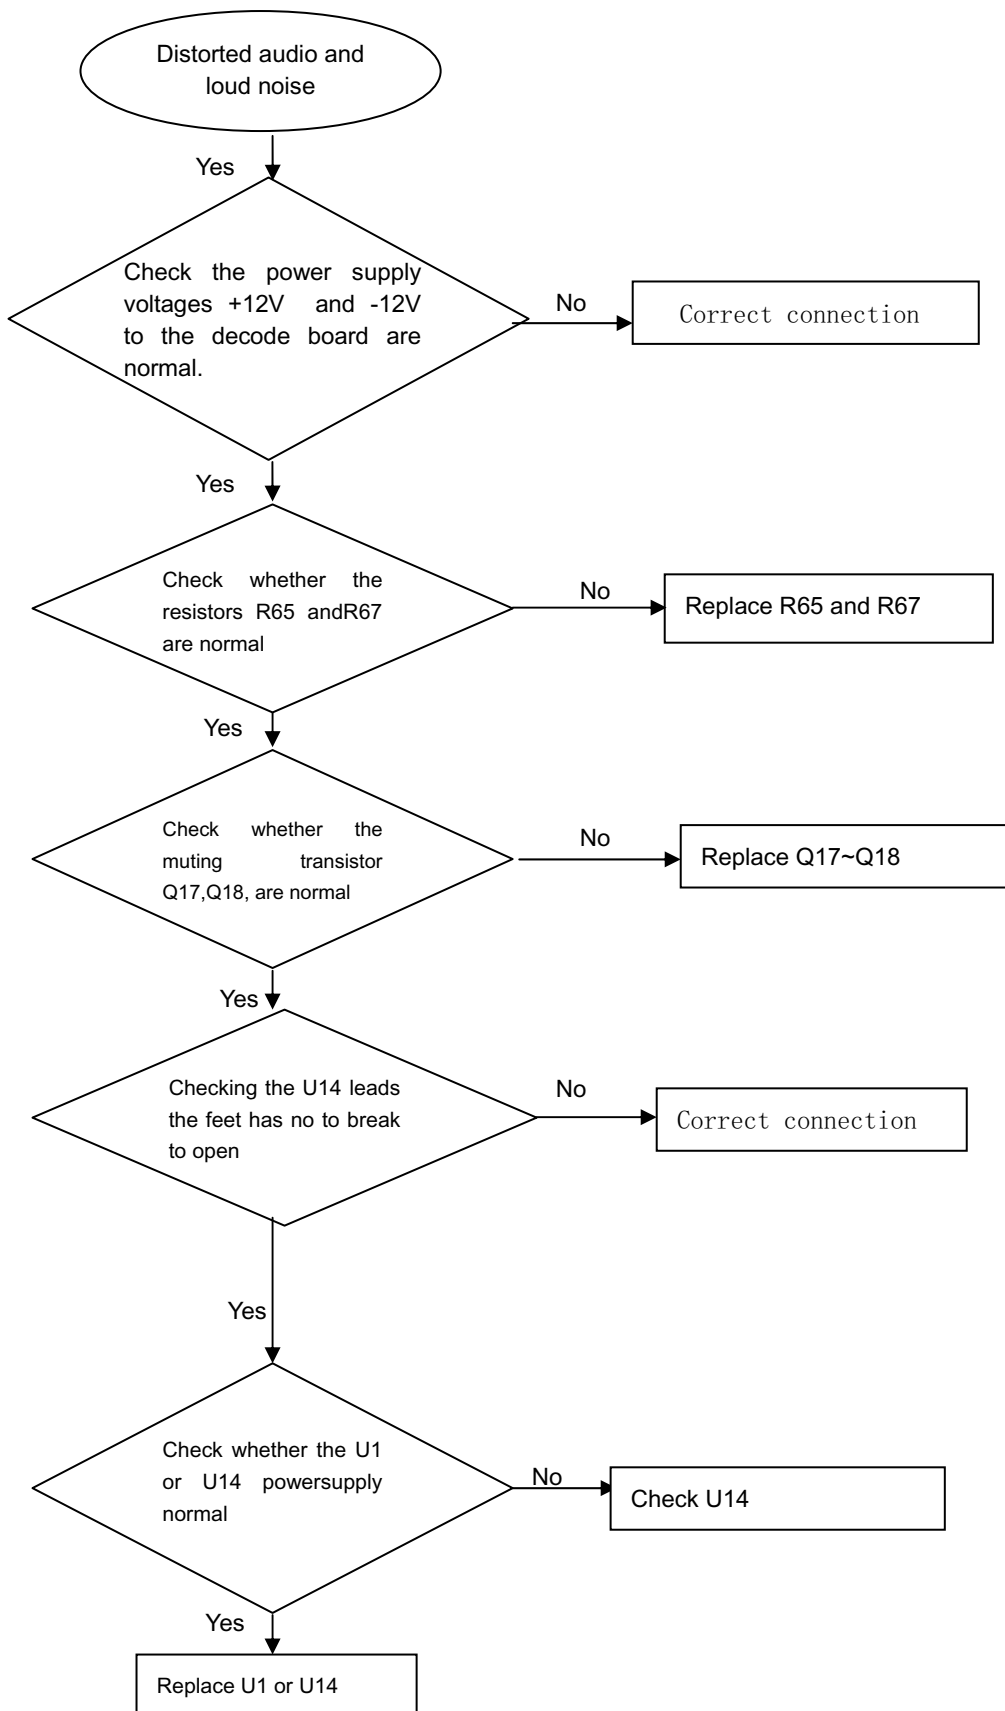 Distorted audio and
loud noise
Yes
Check the power supply
voltages +12V and -12V
to the decode board are
normal.
No
Correct connection
Yes
Check whether the
resistors R65 andR67
are normal
No
Replace R65 and R67
Yes
Check whether the
muting transistor
Q17,Q18, are normal
No
Replace Q17~Q18
Yes
Checking the U14 leads
the feet has no to break
to open
No
Correct connection
Yes
Check whether the U1
or U14 powersupply
normal
No
Check U14
Yes
Replace U1 or U14